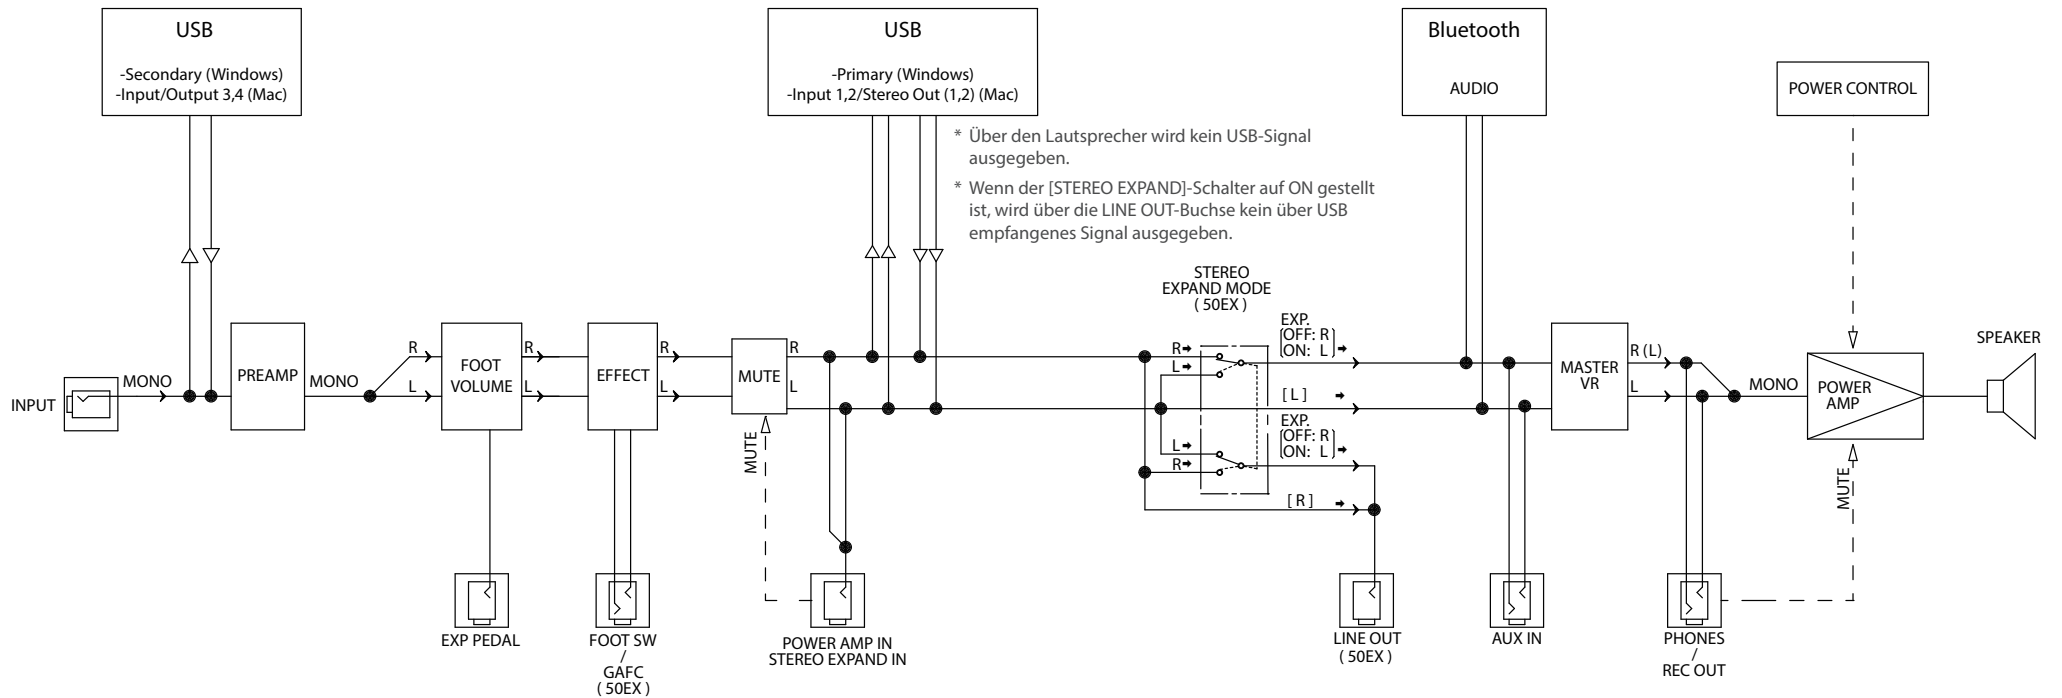 USB
-Secondary (Windows)
-Input/Output 3,4 (Mac)
USB
-Primary (Windows)
-Input 1,2/Stereo Out (1,2) (Mac)
Bluetooth
AUDIO
POWER CONTROL
* Über den Lautsprecher wird kein USB-Signal
ausgegeben.
* Wenn der [STEREO EXPAND]-Schalter auf ON gestellt
ist, wird über die LINE OUT-Buchse kein über USB
empfangenes Signal ausgegeben.
STEREO
EXPAND MODE
( 50EX )
INPUT
MONO
PREAMP
MONO
R
L
FOOT
VOLUME
R
L
EFFECT
R
L
MUTE
R
L
MUTE
R
L
L
R
EXP.
OFF: R
ON: L
[ L ]
EXP.
OFF: R
ON: L
[ R ]
MASTER
VR
R (L)
L
MONO
POWER
AMP
SPEAKER
MUTE
EXP PEDAL
FOOT SW
/
GAFC
( 50EX )
POWER AMP IN
STEREO EXPAND IN
LINE OUT
( 50EX )
AUX IN
PHONES
/
REC OUT